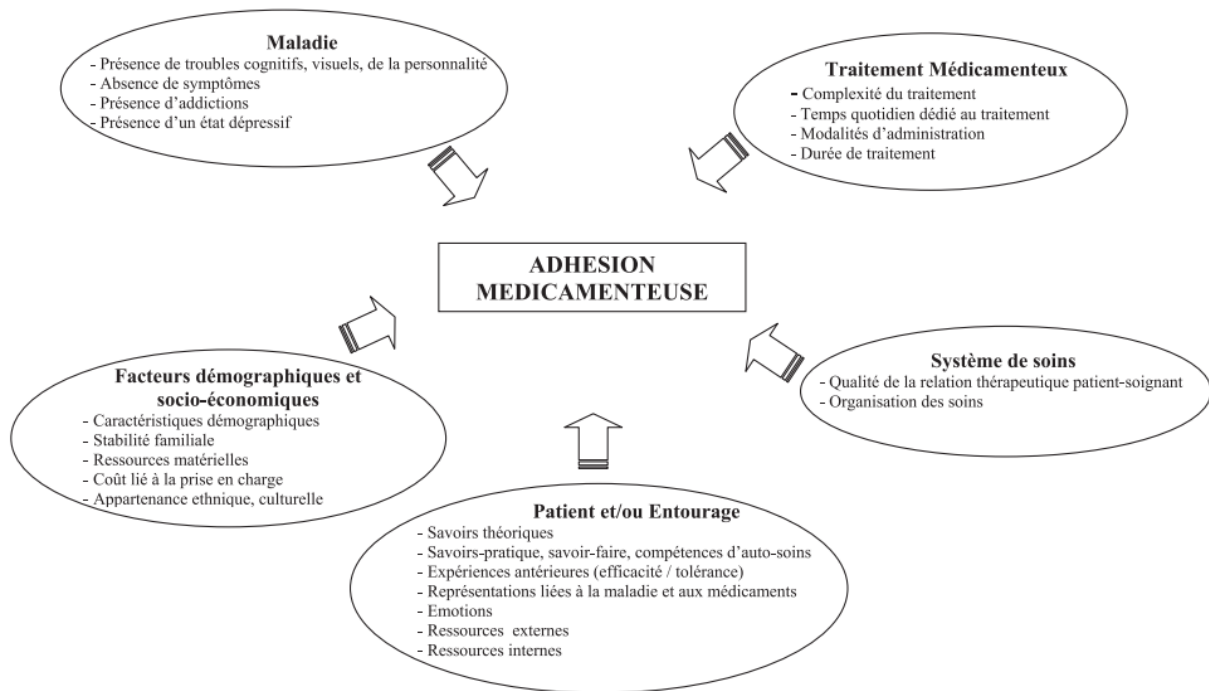 Maladie
- Présence de troubles cognitifs, visuels, de la personnalité
- Absence de symptômes
- Présence d'addictions
- Présence d'un état dépressif
Traitement Médicamenteux
- Complexité du traitement
- Temps quotidien dédié au traitement
- Modalités d'administration
- Durée de traitement
ADHESION
MEDICAMENTEUSE
Facteurs démographiques et
socio-économiques
- Caractéristiques démographiques
- Stabilité familiale
- Ressources matérielles
- Coût lié à la prise en charge
- Appartenance ethnique, culturelle
Système de soins
- Qualité de la relation thérapeutique patient-soignant
- Organisation des soins
Patient et/ou Entourage
- Savoirs théoriques
- Savoirs-pratique, savoir-faire, compétences d'auto-soins
- Expériences antérieures (efficacité / tolérance)
- Représentations liées à la maladie et aux médicaments
- Emotions
- Ressources externes
- Ressources internes